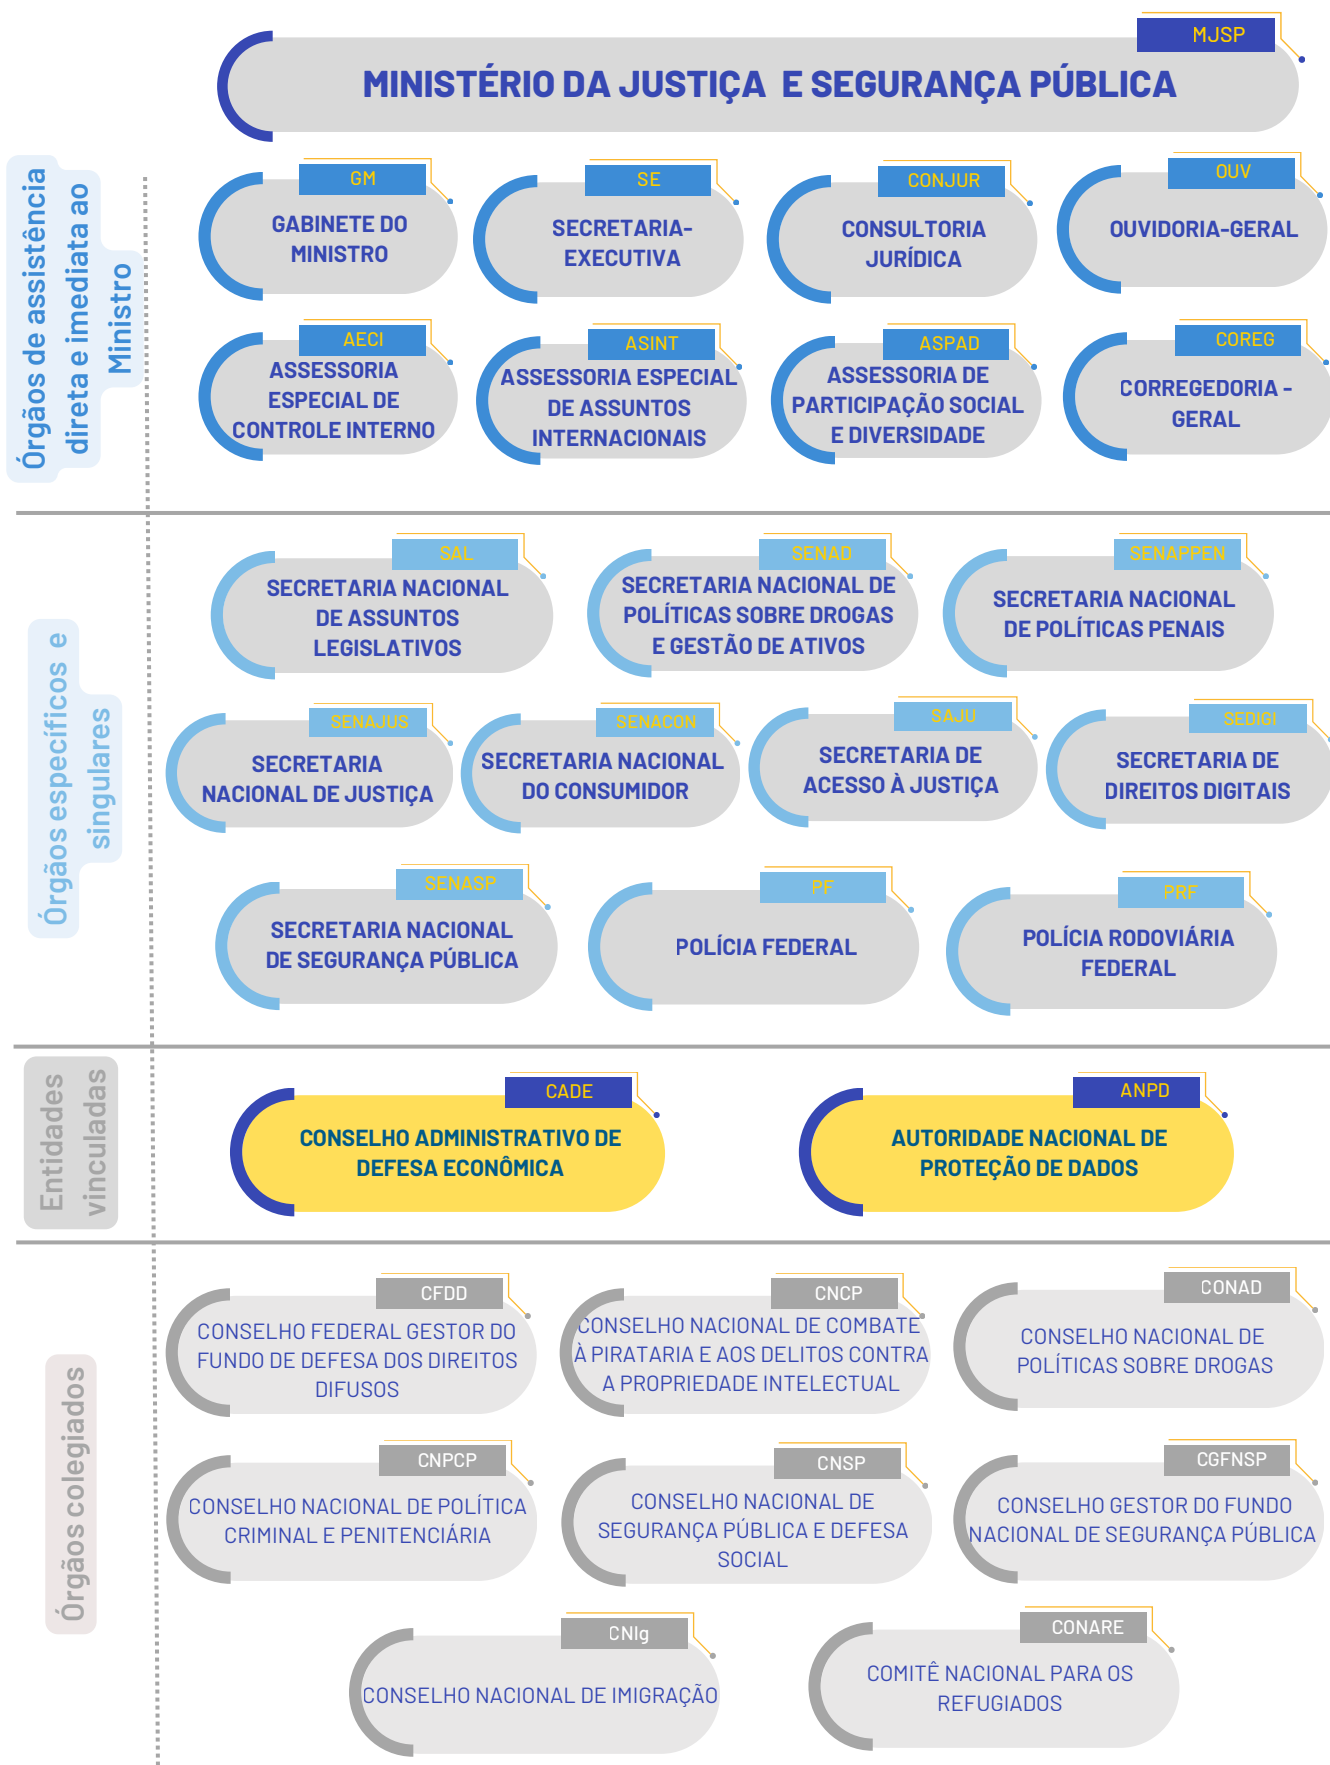 MJSP
MINISTÉRIO DA JUSTIÇA E SEGURANÇA PÚBLICA
Órgãos de assistência
direta e imediata ao
Ministro
GM
GABINETE DO
MINISTRO
SE
SECRETARIA-
EXECUTIVA
CONJUR
CONSULTORIA
JURÍDICA
OUV
OUVIDORIA-GERAL
AECI
ASSESSORIA
ESPECIAL DE
CONTROLE INTERNO
ASINT
ASSESSORIA ESPECIAL
DE ASSUNTOS
INTERNACIONAIS
ASPAD
ASSESSORIA DE
PARTICIPAÇÃO SOCIAL
E DIVERSIDADE
COREG
CORREGEDORIA -
GERAL
Órgãos específicos e
singulares
SAL
SECRETARIA NACIONAL
DE ASSUNTOS
LEGISLATIVOS
SENAD
SECRETARIA NACIONAL DE
POLÍTICAS SOBRE DROGAS
E GESTÃO DE ATIVOS
SENAPPEN
SECRETARIA NACIONAL
DE POLÍTICAS PENAIS
SENAJUS
SECRETARIA
NACIONAL DE JUSTIÇA
SENACON
SECRETARIA NACIONAL
DO CONSUMIDOR
SAJU
SECRETARIA DE
ACESSO À JUSTIÇA
SEDIGI
SECRETARIA DE
DIREITOS DIGITAIS
SENASP
SECRETARIA NACIONAL
DE SEGURANÇA PÚBLICA
PF
POLÍCIA FEDERAL
PRF
POLÍCIA RODOVIÁRIA
FEDERAL
Entidades
vinculadas
CADE
CONSELHO ADMINISTRATIVO DE
DEFESA ECONÔMICA
ANPD
AUTORIDADE NACIONAL DE
PROTEÇÃO DE DADOS
Órgãos colegiados
CFDD
CONSELHO FEDERAL GESTOR DO
FUNDO DE DEFESA DOS DIREITOS
DIFUSOS
CNCP
CONSELHO NACIONAL DE COMBATE
À PIRATARIA E AOS DELITOS CONTRA
A PROPRIEDADE INTELECTUAL
CONAD
CONSELHO NACIONAL DE
POLÍTICAS SOBRE DROGAS
CNPCP
CONSELHO NACIONAL DE POLÍTICA
CRIMINAL E PENITENCIÁRIA
CNSP
CONSELHO NACIONAL DE
SEGURANÇA PÚBLICA E DEFESA
SOCIAL
CGFNSP
CONSELHO GESTOR DO FUNDO
NACIONAL DE SEGURANÇA PÚBLICA
CNIg
CONSELHO NACIONAL DE IMIGRAÇÃO
CONARE
COMITÊ NACIONAL PARA OS
REFUGIADOS